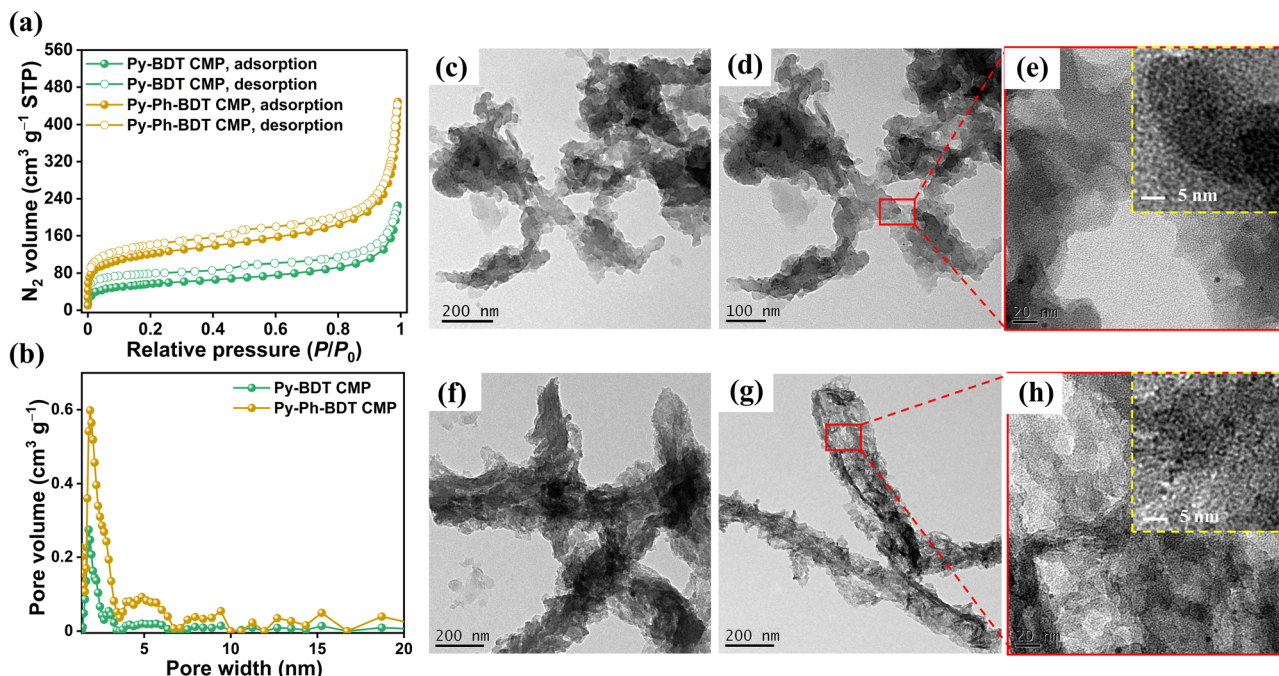 (a)
560
480
400
320
240
160
80
0
N₂ volume (cm³ g⁻¹ STP)
Py-BDT CMP, adsorption
Py-BDT CMP, desorption
Py-Ph-BDT CMP, adsorption
Py-Ph-BDT CMP, desorption
0 0.2 0.4 0.6 0.8 1
Relative pressure (P/P₀)
(b)
0.6
0.4
0.2
0
Pore volume (cm³ g⁻¹)
Py-BDT CMP
Py-Ph-BDT CMP
5 10 15 20
Pore width (nm)
(c)
200 nm
(d)
100 nm
(e)
5 nm
20 nm
(f)
200 nm
(g)
200 nm
(h)
5 nm
20 nm